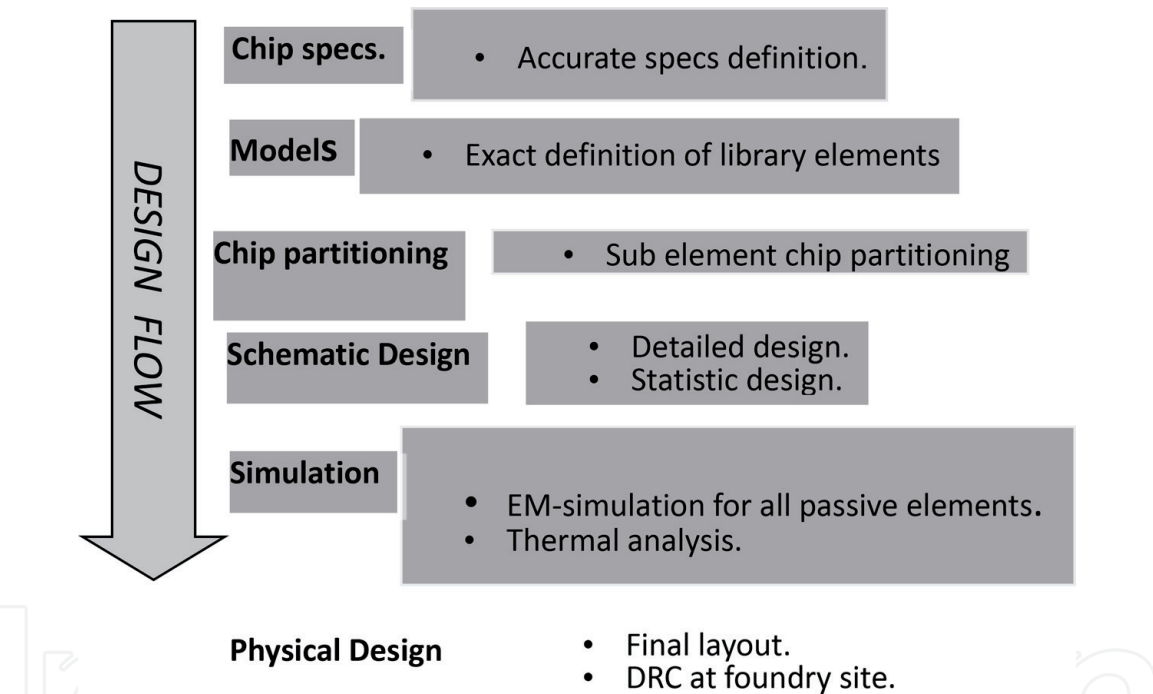 DESIGN FLOW
Chip specs.
• Accurate specs definition.
Models
• Exact definition of library elements
Chip partitioning
• Sub element chip partitioning
Schematic Design
• Detailed design.
• Statistic design.
Simulation
• EM-simulation for all passive elements.
• Thermal analysis.
Physical Design
• Final layout.
• DRC at foundry site.